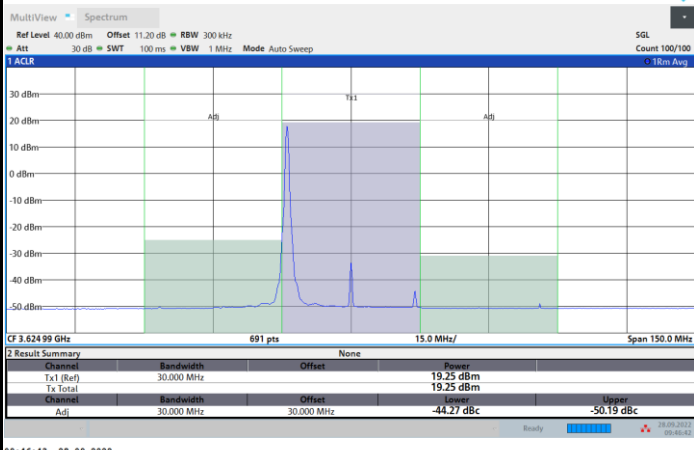 MultiView Spectrum
Ref Level 40.00 dBm Offset 11.20 dB RBW 300 kHz SGL
Att 30 dB SWT 100 ms VBW 1 MHz Mode Auto Sweep Count 100/100
1 ACLR 1Rm Avg
30 dBm
Tx1
20 dBm
Adj Adj
10 dBm
0 dBm
-10 dBm
-20 dBm
-30 dBm
-40 dBm
-50 dBm
CF 3.624 99 GHz 691 pts 15.0 MHz/ Span 150.0 MHz
2 Result Summary None
Channel Bandwidth Offset Power
Tx1 (Ref) 30.000 MHz 19.25 dBm
Tx Total 19.25 dBm
Channel Bandwidth Offset Lower Upper
Adj 30.000 MHz 30.000 MHz -44.27 dBc -50.19 dBc
Ready 28.09.2022
09:46:42